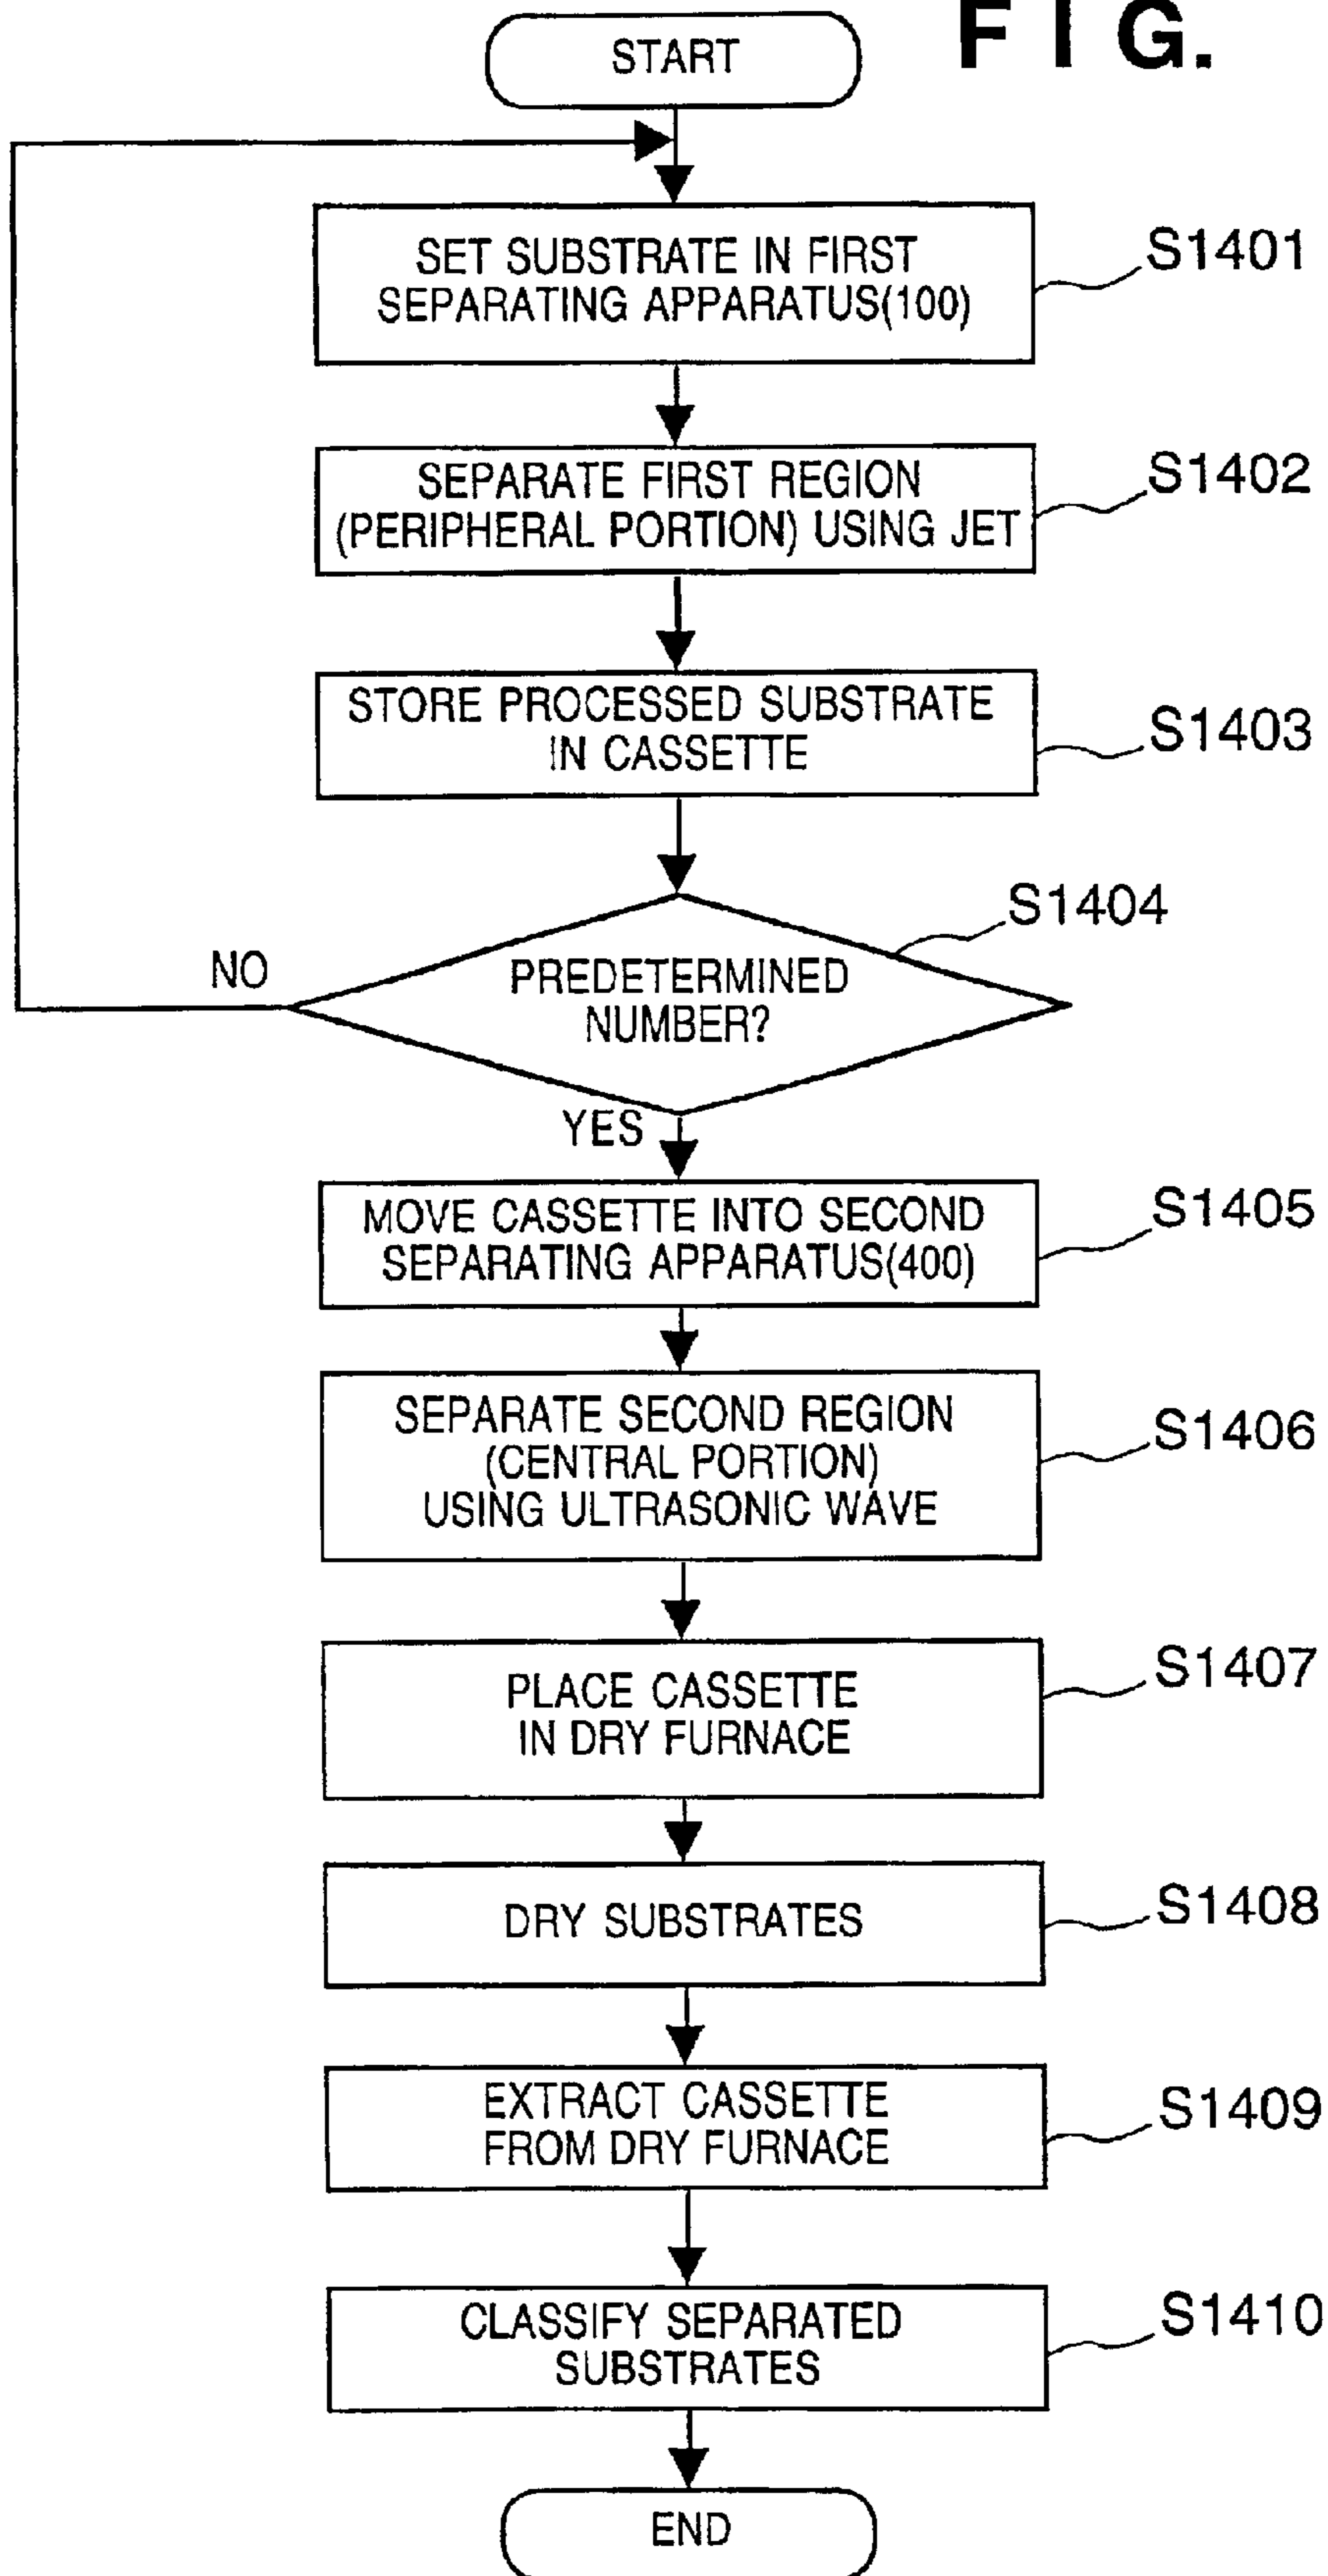 FIG.
START
SET SUBSTRATE IN FIRST
SEPARATING APPARATUS(100)
S1401
SEPARATE FIRST REGION
(PERIPHERAL PORTION) USING JET
S1402
STORE PROCESSED SUBSTRATE
IN CASSETTE
S1403
S1404
NO
PREDETERMINED
NUMBER?
YES
MOVE CASSETTE INTO SECOND
SEPARATING APPARATUS(400)
S1405
SEPARATE SECOND REGION
(CENTRAL PORTION)
USING ULTRASONIC WAVE
S1406
PLACE CASSETTE
IN DRY FURNACE
S1407
DRY SUBSTRATES
S1408
EXTRACT CASSETTE
FROM DRY FURNACE
S1409
CLASSIFY SEPARATED
SUBSTRATES
S1410
END